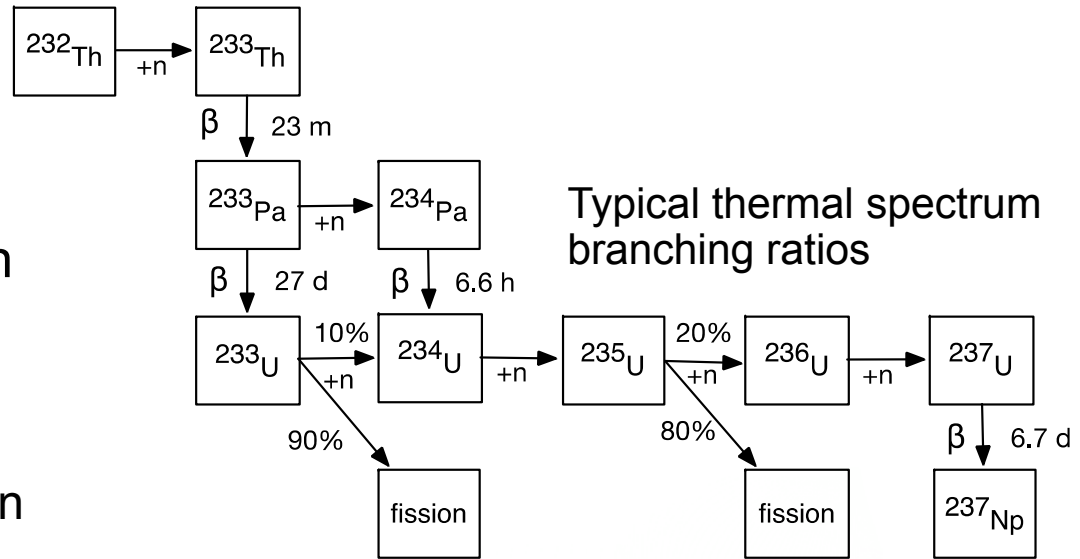 232Th
+n
233Th
β 23 m
233Pa
+n
234Pa
Typical thermal spectrum
branching ratios
n
β 27 d
β 6.6 h
233U
10%
+n
90%
234U
+n
235U
20%
+n
80%
236U
+n
237U
β 6.7 d
n
fission
fission
237Np